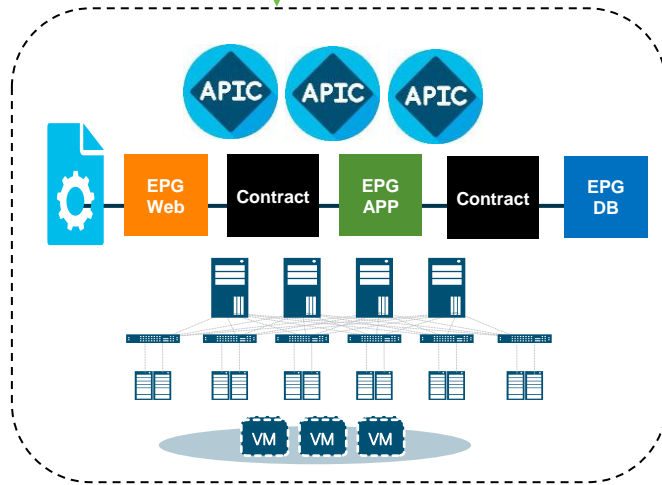 APIC APIC APIC
EPG Web
Contract
EPG APP
Contract
EPG DB
VM VM VM